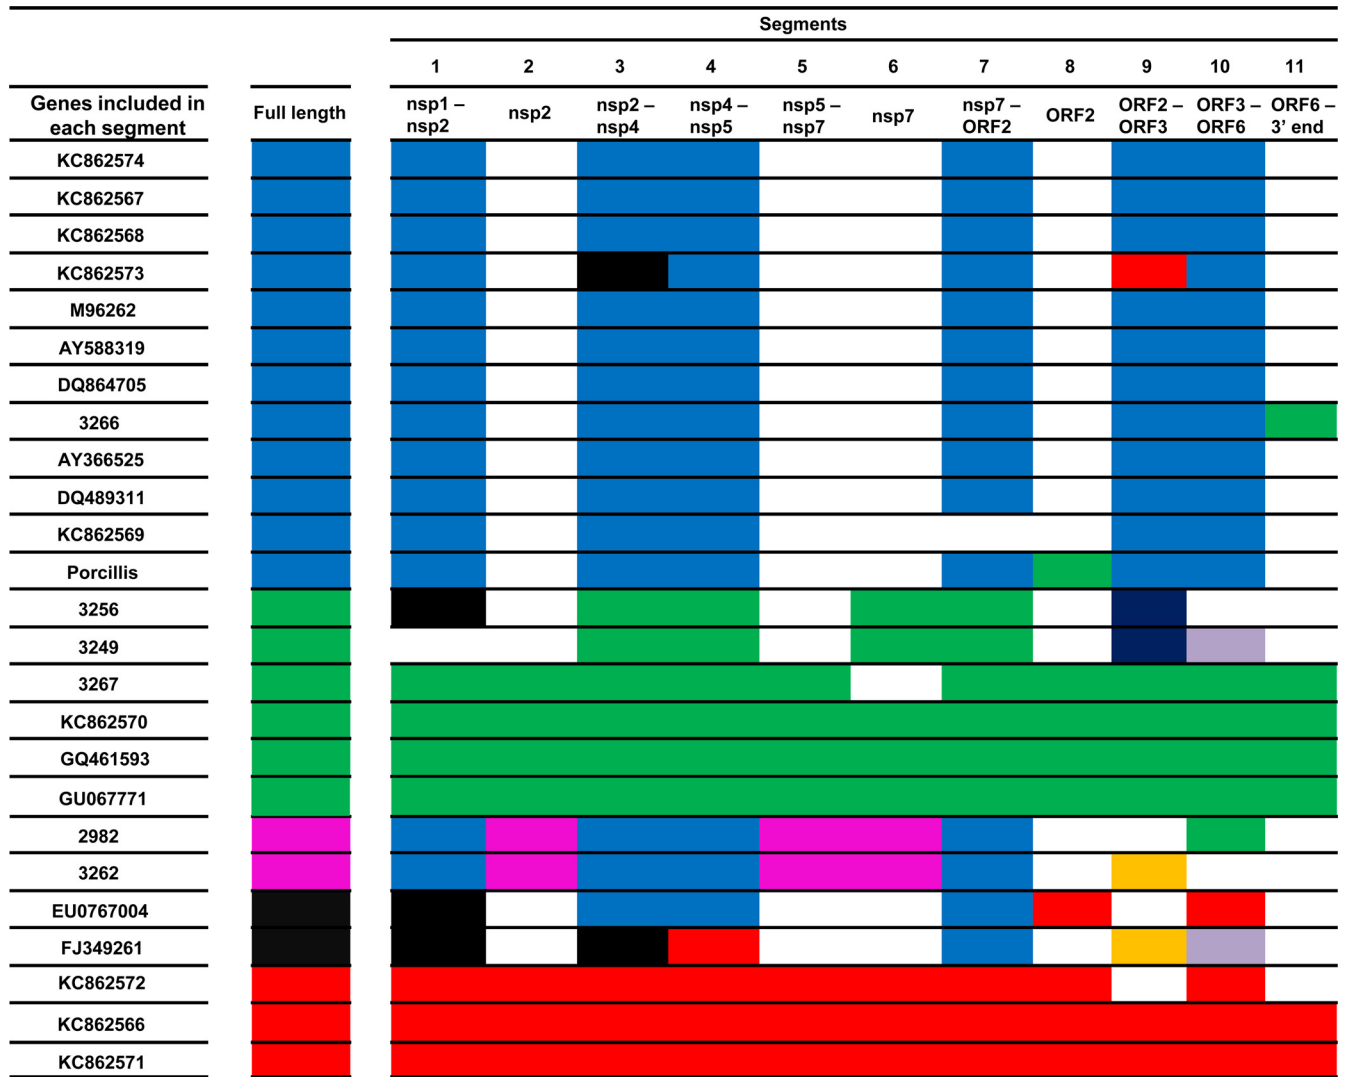 Segments
1 2 3 4 5 6 7 8 9 10 11
Genes included in each segment Full length nsp1 – nsp2 nsp2 nsp2 – nsp4 nsp4 – nsp5 nsp5 – nsp7 nsp7 nsp7 – ORF2 ORF2 ORF2 – ORF3 ORF3 – ORF6 ORF6 – 3’ end
KC862574
KC862567
KC862568
KC862573
M96262
AY588319
DQ864705
3266
AY366525
DQ489311
KC862569
Porcillis
3256
3249
3267
KC862570
GQ461593
GU067771
2982
3262
EU0767004
FJ349261
KC862572
KC862566
KC862571